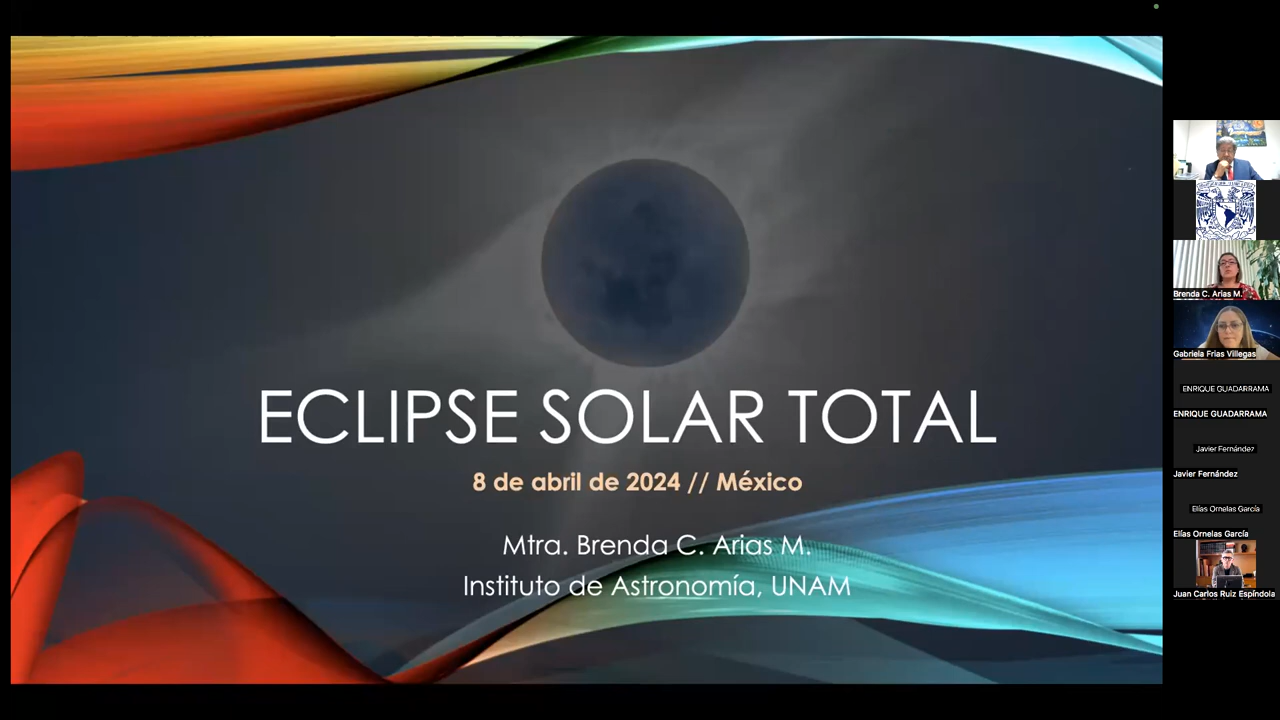 ECLIPSE SOLAR TOTAL
8 de abril de 2024 // México
Mtra. Brenda C. Arias M.
Instituto de Astronomía, UNAM
Brenda C. Arias M.
Gabriela Frías Villegas
ENRIQUE GUADARRAMA
ENRIQUE GUADARRAMA
Javier Fernández
Javier Fernández
Elías Ornelas García
Elías Ornelas García
Juan Carlos Ruiz Espíndola